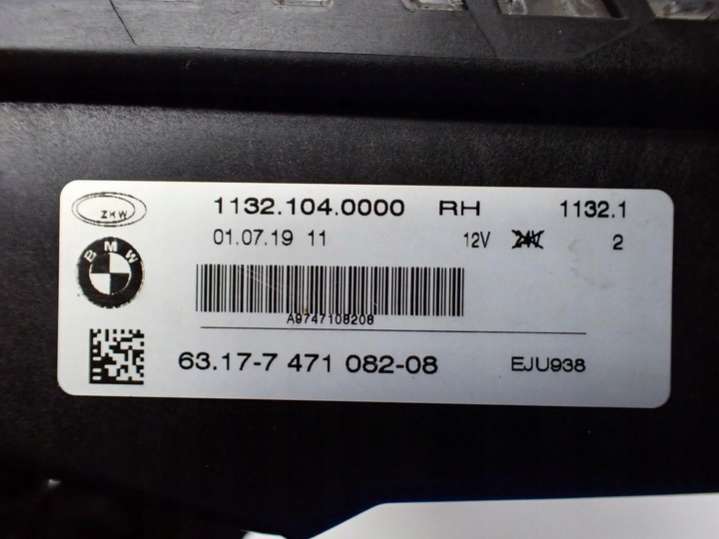 ZKW 1132.104.0000 RH 1132.1
BMW 01.07.19 11 12V 24V 2
A9747108208
63.17-7 471 082-08 EJU938